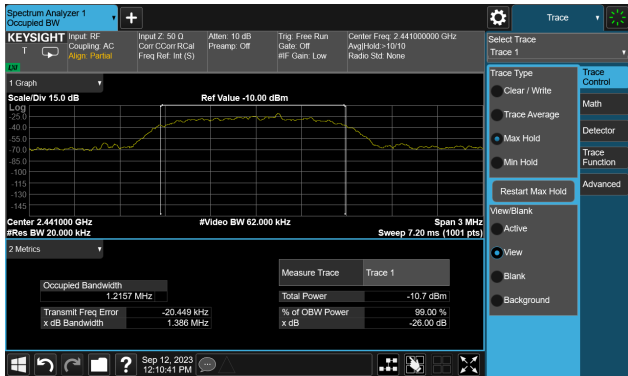 Spectrum Analyzer 1
Occupied BW
Trace
KEYSIGHT
Input: RF
Coupling: AC
Align: Partial
Input Z: 50 Ω
Corr CCorr RCal
Freq Ref: Int (S)
Atten: 10 dB
Preamp: Off
Trig: Free Run
Gate: Off
#IF Gain: Low
Center Freq: 2.441000000 GHz
Avg|Hold:>10/10
Radio Std: None
T
LXI
Select Trace
Trace 1
1 Graph
Scale/Div 15.0 dB
Ref Value -10.00 dBm
Log
-25.0
-40.0
-55.0
-70.0
-85.0
-100
-115
-130
-145
Center 2.441000 GHz
#Video BW 62.000 kHz
Span 3 MHz
#Res BW 20.000 kHz
Sweep 7.20 ms (1001 pts)
2 Metrics
Measure Trace
Trace 1
Occupied Bandwidth
1.2157 MHz
Total Power
-10.7 dBm
Transmit Freq Error
-20.449 kHz
% of OBW Power
99.00 %
x dB Bandwidth
1.386 MHz
x dB
-26.00 dB
Trace Type
Clear / Write
Trace Average
Max Hold
Min Hold
Restart Max Hold
View/Blank
Active
View
Blank
Background
Trace
Control
Math
Detector
Trace
Function
Advanced
Sep 12, 2023
12:10:41 PM